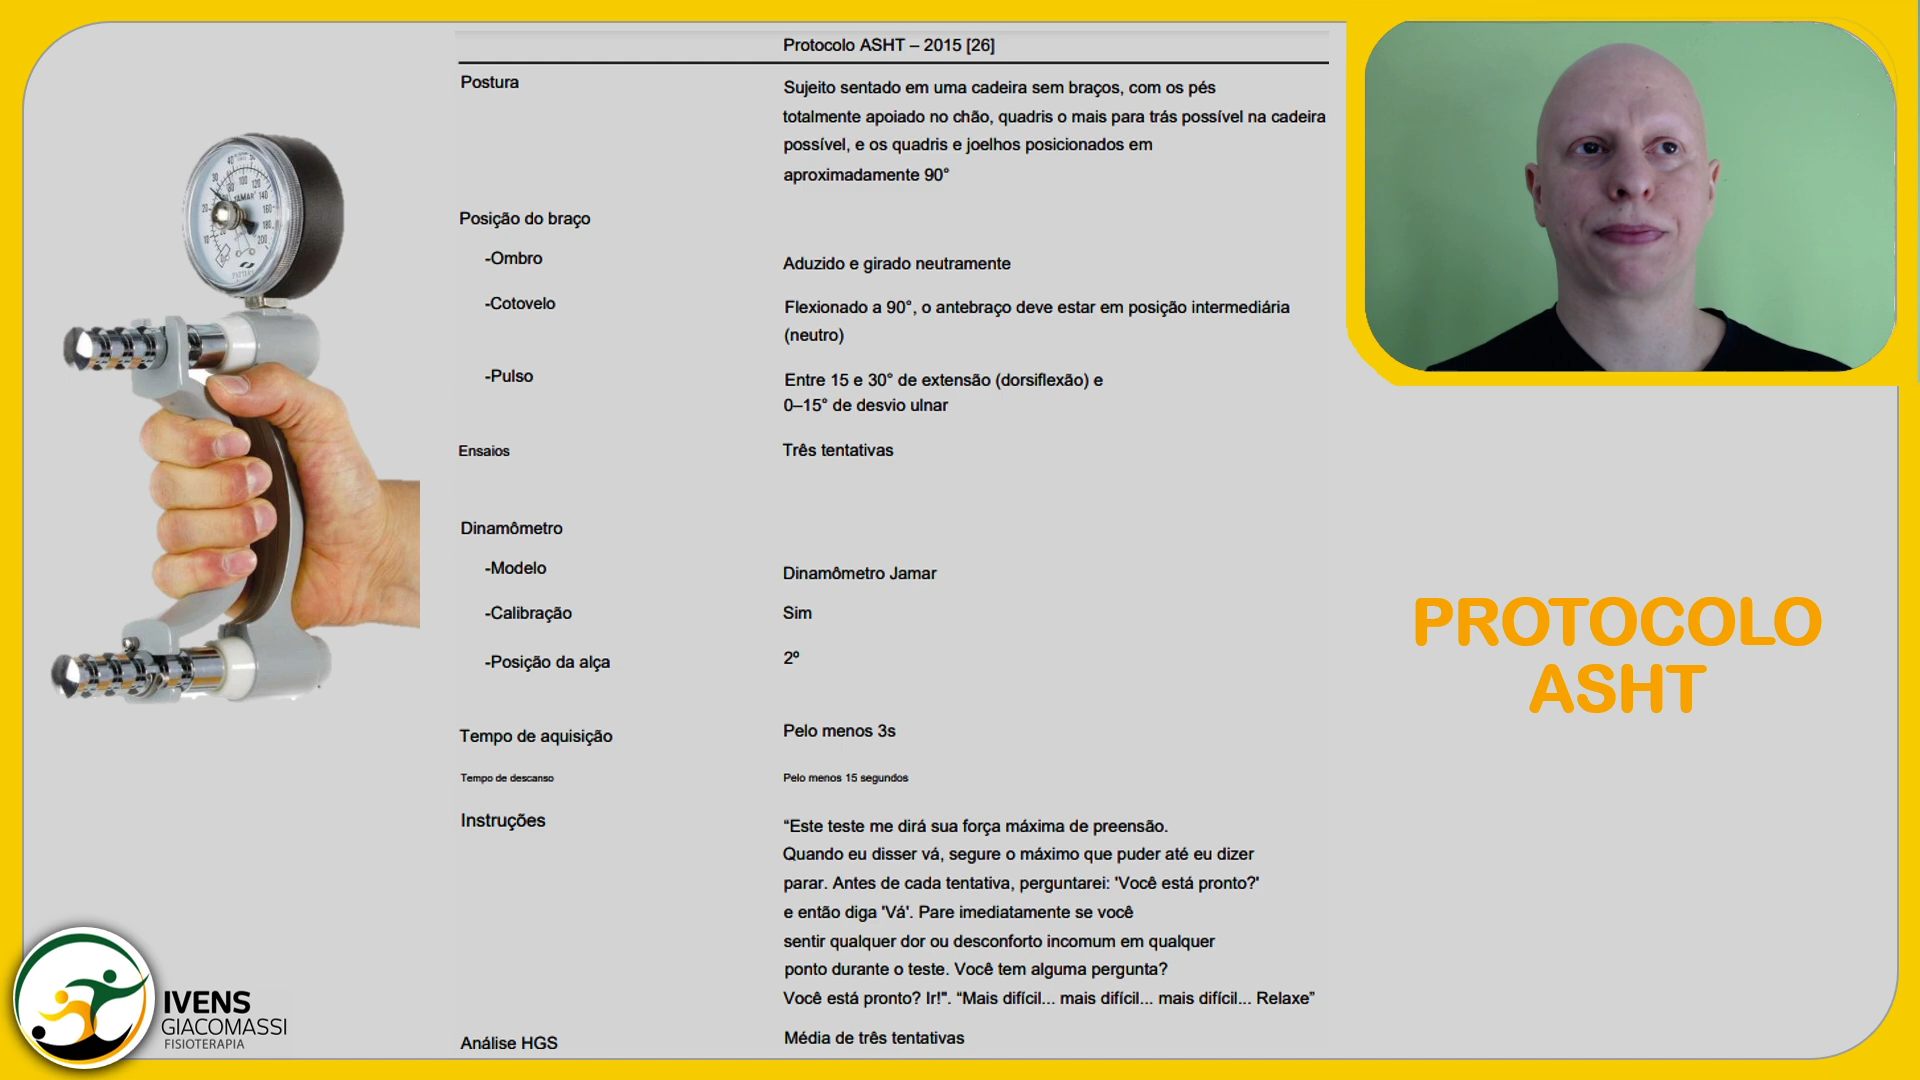 Protocolo ASHT – 2015 [26]
Postura
Sujeito sentado em uma cadeira sem braços, com os pés
totalmente apoiado no chão, quadris o mais para trás possível na cadeira
possível, e os quadris e joelhos posicionados em
aproximadamente 90°
Posição do braço
-Ombro
Aduzido e girado neutramente
-Cotovelo
Flexionado a 90°, o antebraço deve estar em posição intermediária
(neutro)
-Pulso
Entre 15 e 30° de extensão (dorsiflexão) e
0–15° de desvio ulnar
Ensaios
Três tentativas
Dinamômetro
-Modelo
Dinamômetro Jamar
-Calibração
Sim
-Posição da alça
2º
Tempo de aquisição
Pelo menos 3s
Tempo de descanso
Pelo menos 15 segundos
Instruções
“Este teste me dirá sua força máxima de preensão.
Quando eu disser vá, segure o máximo que puder até eu dizer
parar. Antes de cada tentativa, perguntarei: 'Você está pronto?'
e então diga 'Vá'. Pare imediatamente se você
sentir qualquer dor ou desconforto incomum em qualquer
ponto durante o teste. Você tem alguma pergunta?
Você está pronto? Ir!". “Mais difícil... mais difícil... mais difícil... Relaxe”
Análise HGS
Média de três tentativas
PROTOCOLO
ASHT
IVENS
GIACOMASSI
FISIOTERAPIA